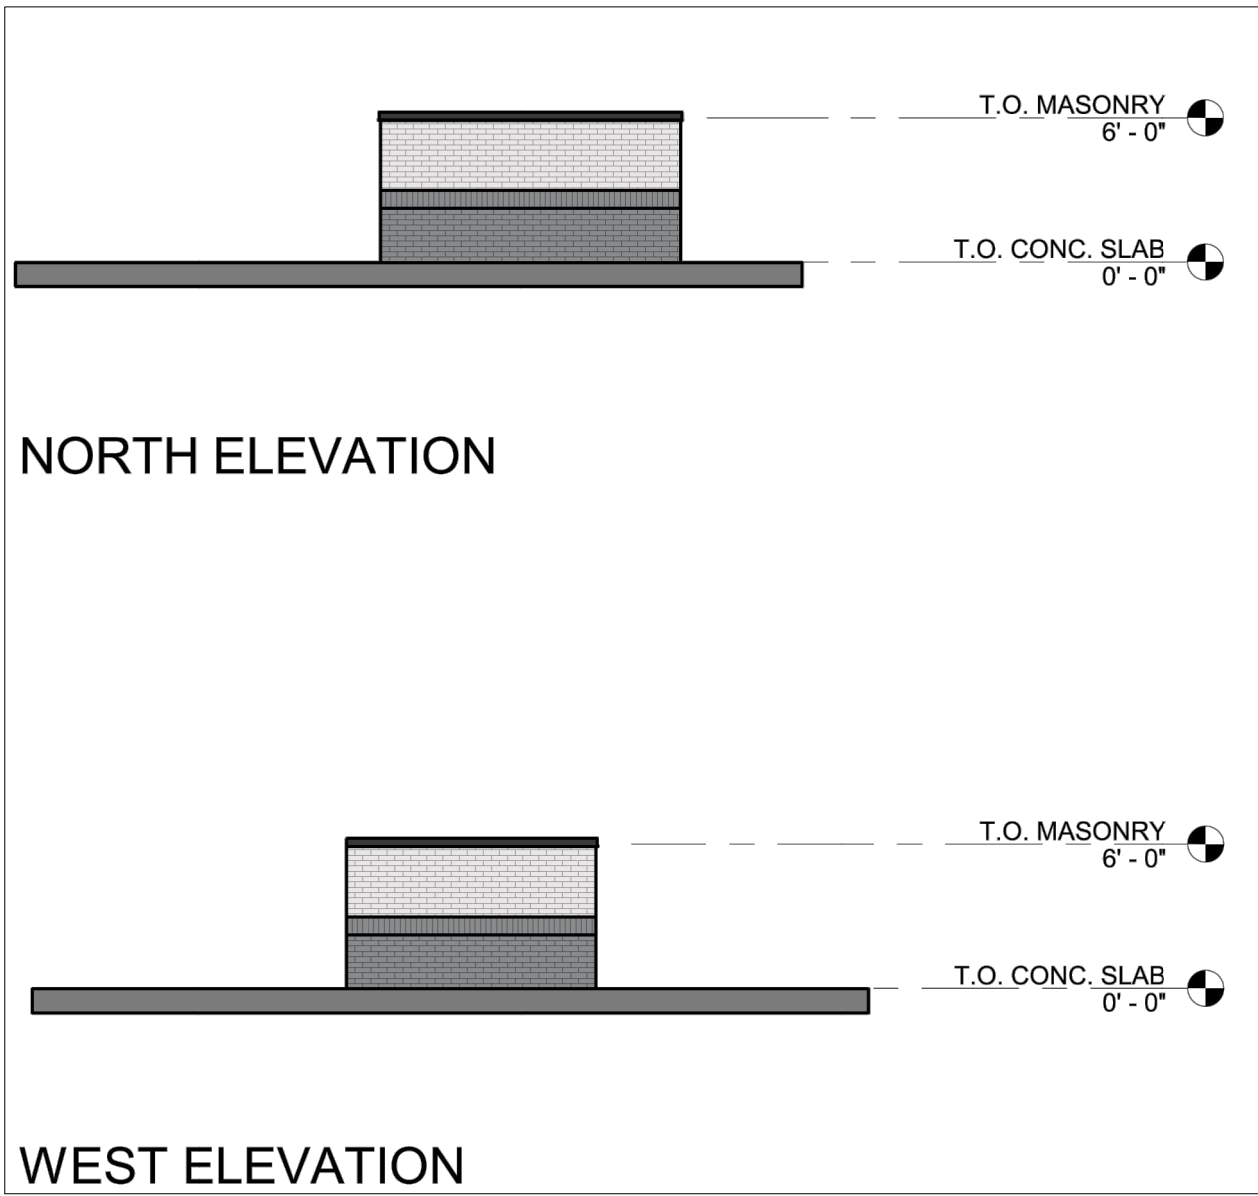 T.O. MASONRY
6' - 0"
T.O. CONC. SLAB
0' - 0"
NORTH ELEVATION
T.O. MASONRY
6' - 0"
T.O. CONC. SLAB
0' - 0"
WEST ELEVATION